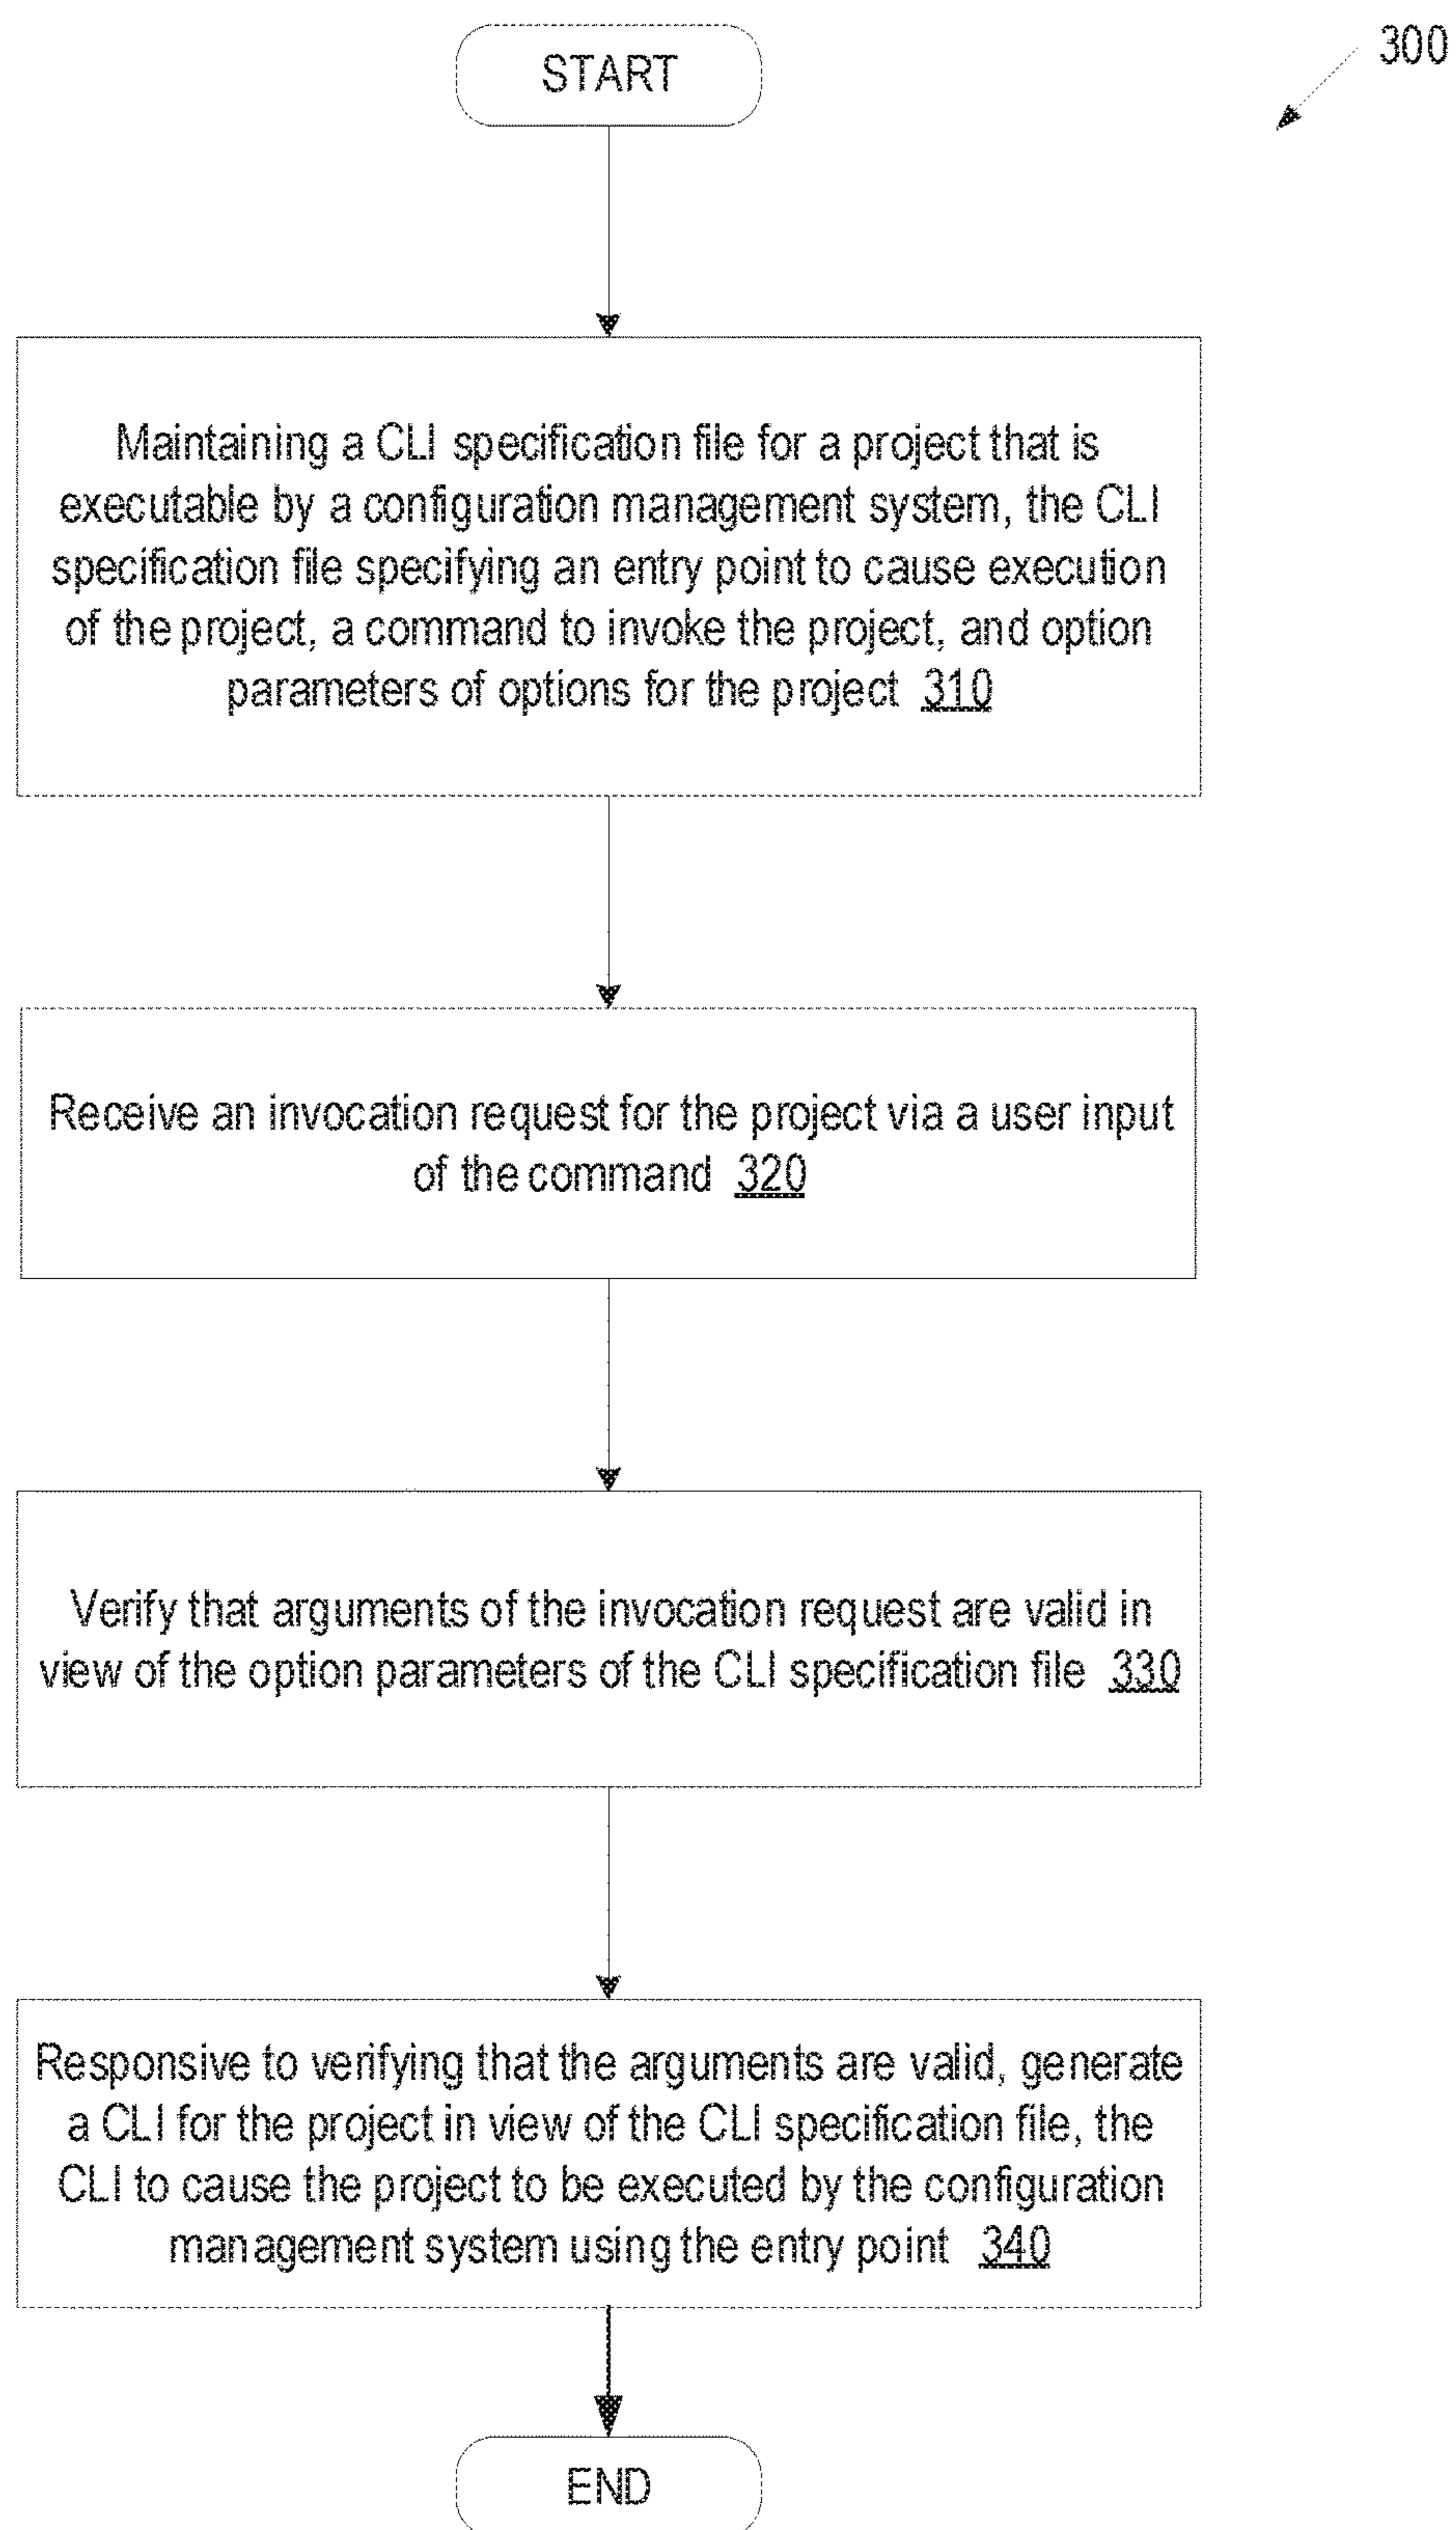 START
300
Maintaining a CLI specification file for a project that is
executable by a configuration management system, the CLI
specification file specifying an entry point to cause execution
of the project, a command to invoke the project, and option
parameters of options for the project 310
Receive an invocation request for the project via a user input
of the command 320
Verify that arguments of the invocation request are valid in
view of the option parameters of the CLI specification file 330
Responsive to verifying that the arguments are valid, generate
a CLI for the project in view of the CLI specification file, the
CLI to cause the project to be executed by the configuration
management system using the entry point 340
END